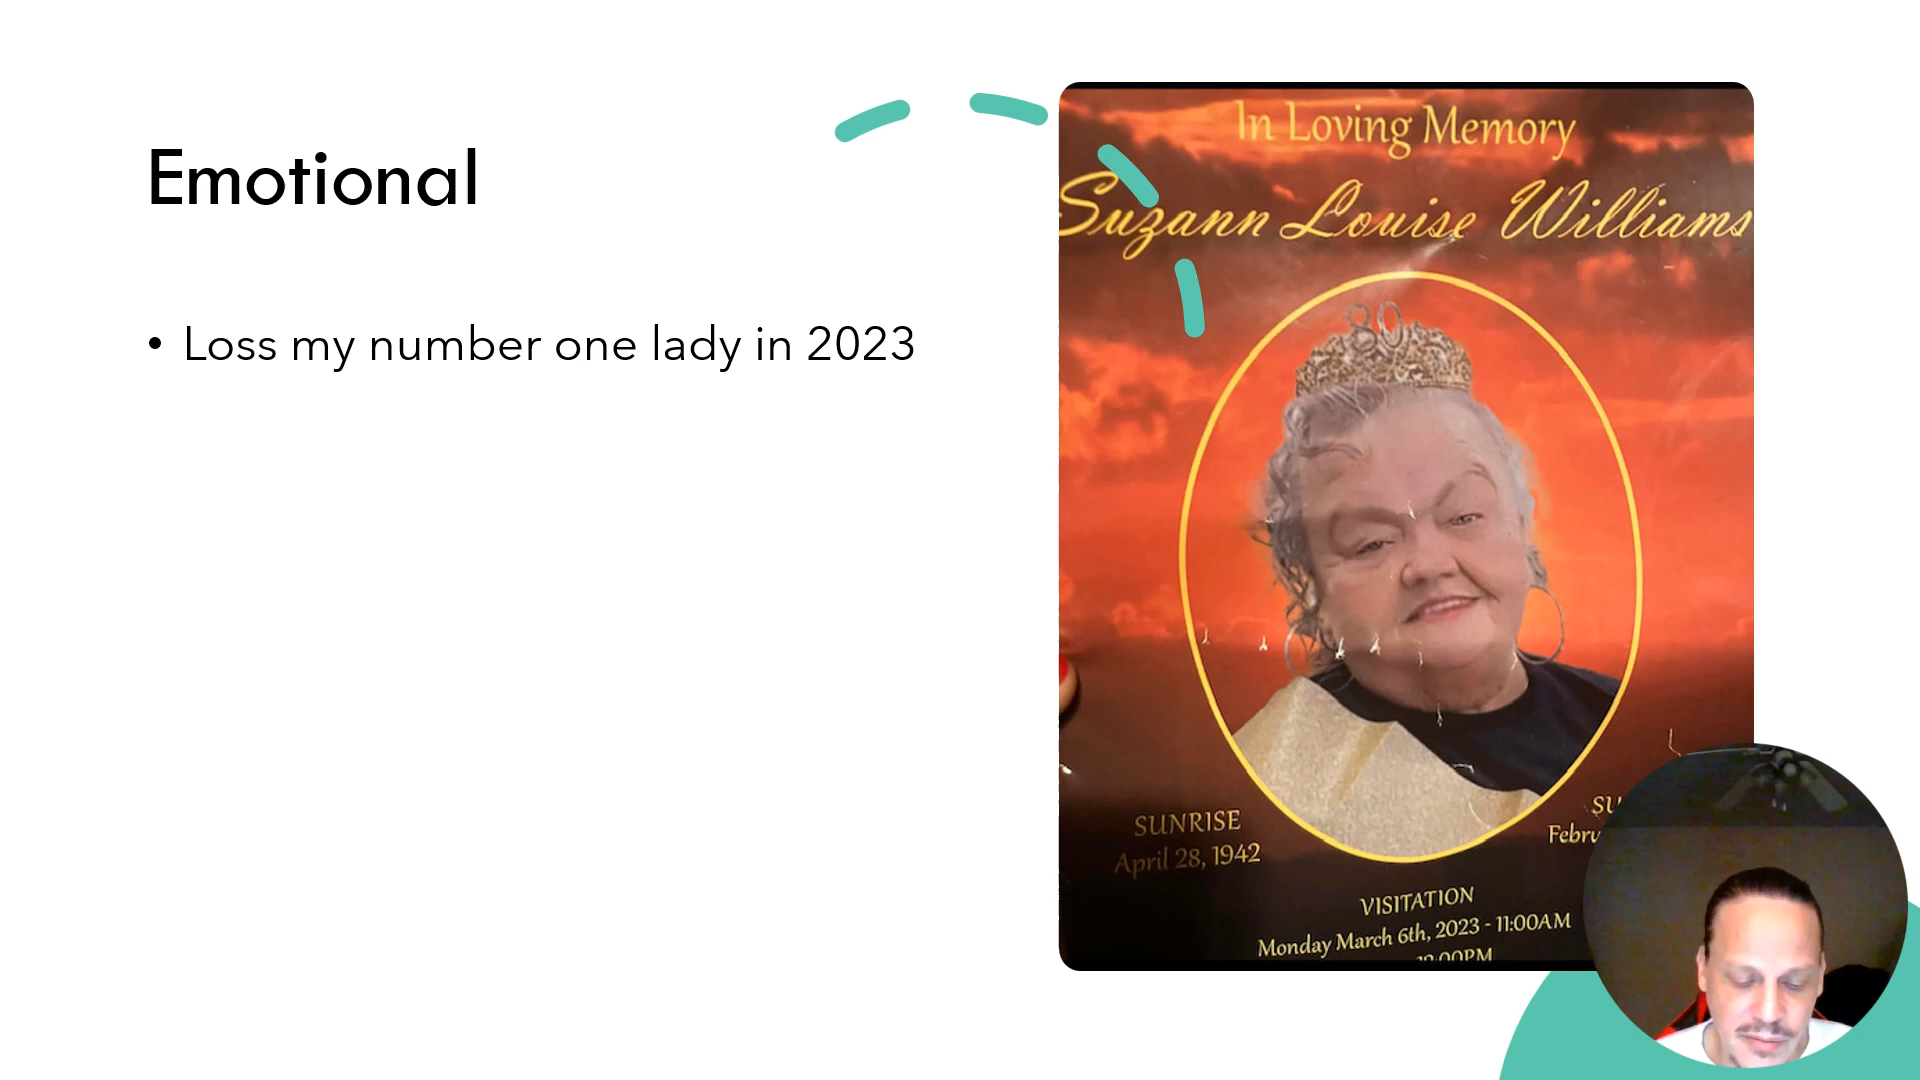 Emotional
• Loss my number one lady in 2023
In Loving Memory
Suzann Louise Williams
80
SUNRISE
April 28, 1942
VISITATION
Monday March 6th, 2023 - 11:00AM